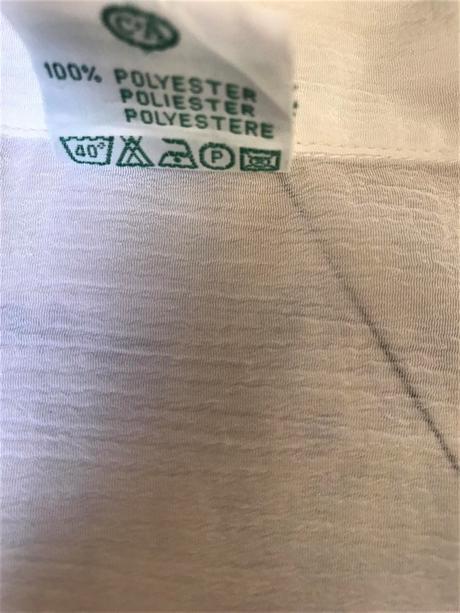 C&A
100% POLYESTER
POLIESTER
POLYESTERE
40° P